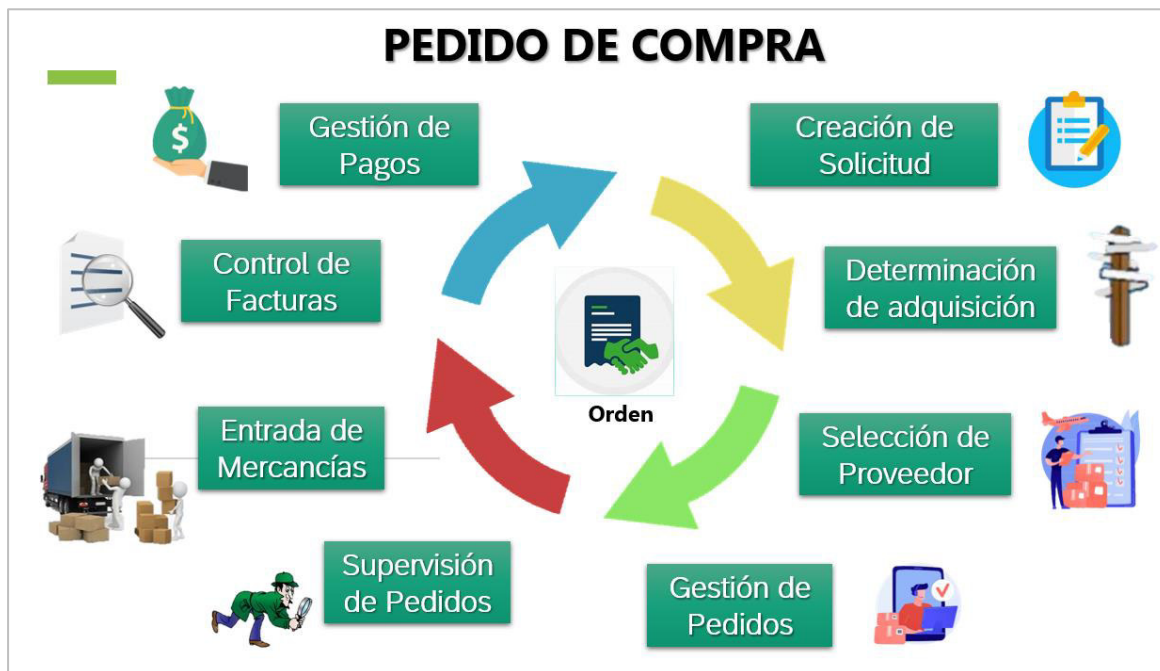 PEDIDO DE COMPRA
Creación de
Solicitud
Determinación
de adquisición
Selección de
Proveedor
Gestión de
Pedidos
Supervisión
de Pedidos
Entrada de
Mercancías
Control de
Facturas
Gestión de
Pagos
$
Orden